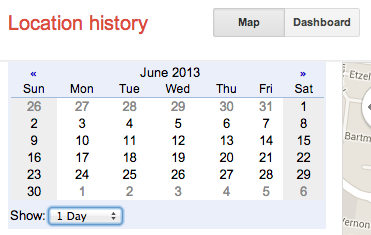 Location history
Map Dashboard
« June 2013 »
Sun Mon Tue Wed Thu Fri Sat
26 27 28 29 30 31 1
2 3 4 5 6 7 8
9 10 11 12 13 14 15
16 17 18 19 20 21 22
23 24 25 26 27 28 29
30 1 2 3 4 5 6
Show: 1 Day
Etzel
Bartm
Vernon